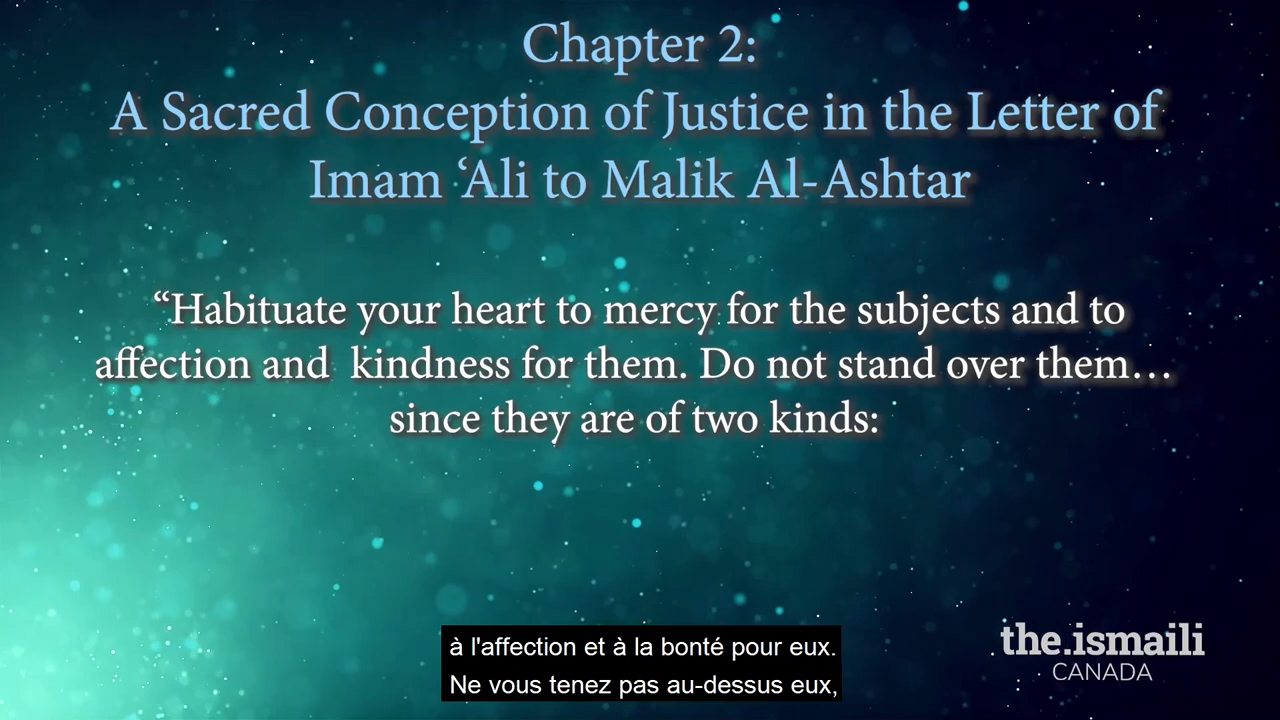 Chapter 2:
A Sacred Conception of Justice in the Letter of
Imam ‘Ali to Malik Al-Ashtar
“Habituate your heart to mercy for the subjects and to
affection and  kindness for them. Do not stand over them…
since they are of two kinds:
à l'affection et à la bonté pour eux.
Ne vous tenez pas au-dessus eux,
the.ismaili
CANADA